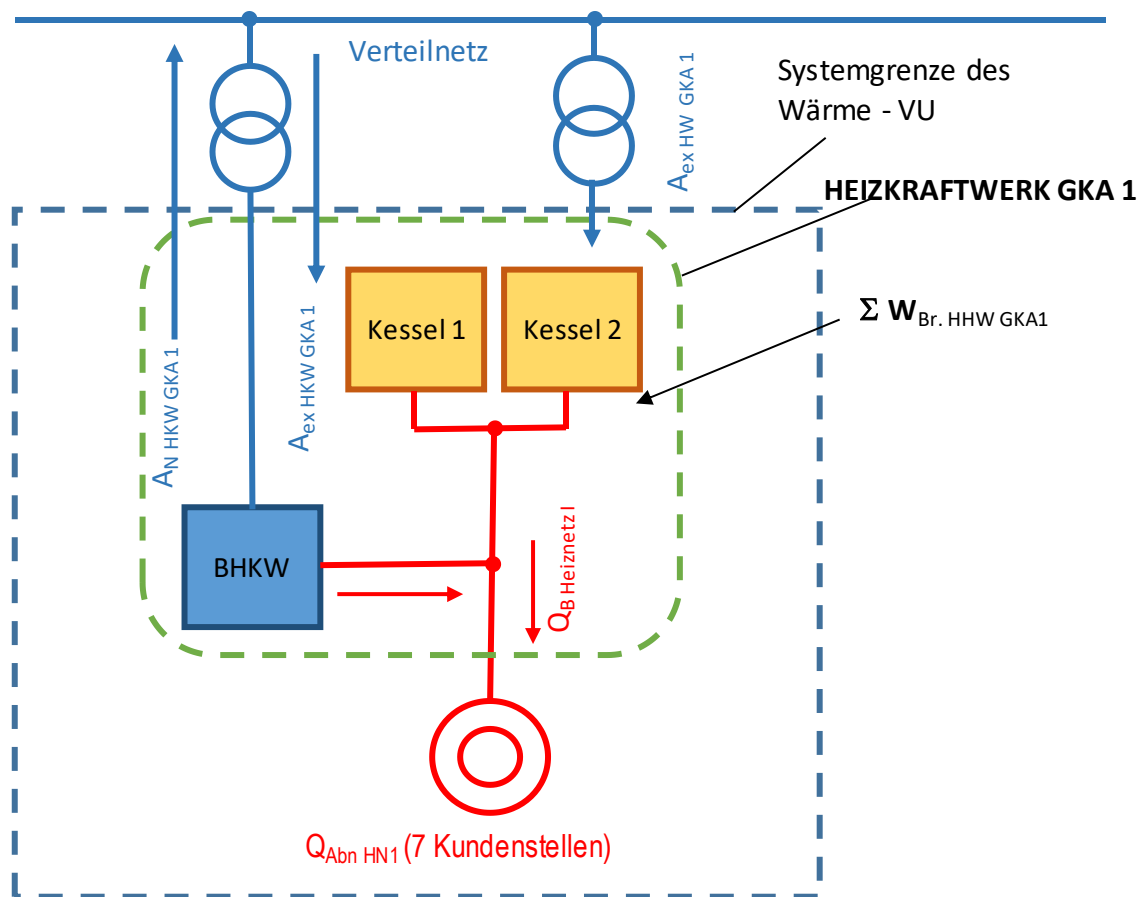 Verteilnetz
Systemgrenze des
Wärme - VU
HEIZKRAFTWERK GKA 1
A_N HKW GKA 1
A_ex HKW GKA 1
A_ex HW GKA 1
Kessel 1
Kessel 2
Σ W_Br. HHW GKA1
BHKW
Q_B Heiznetz I
Q_Abn HN1 (7 Kundenstellen)